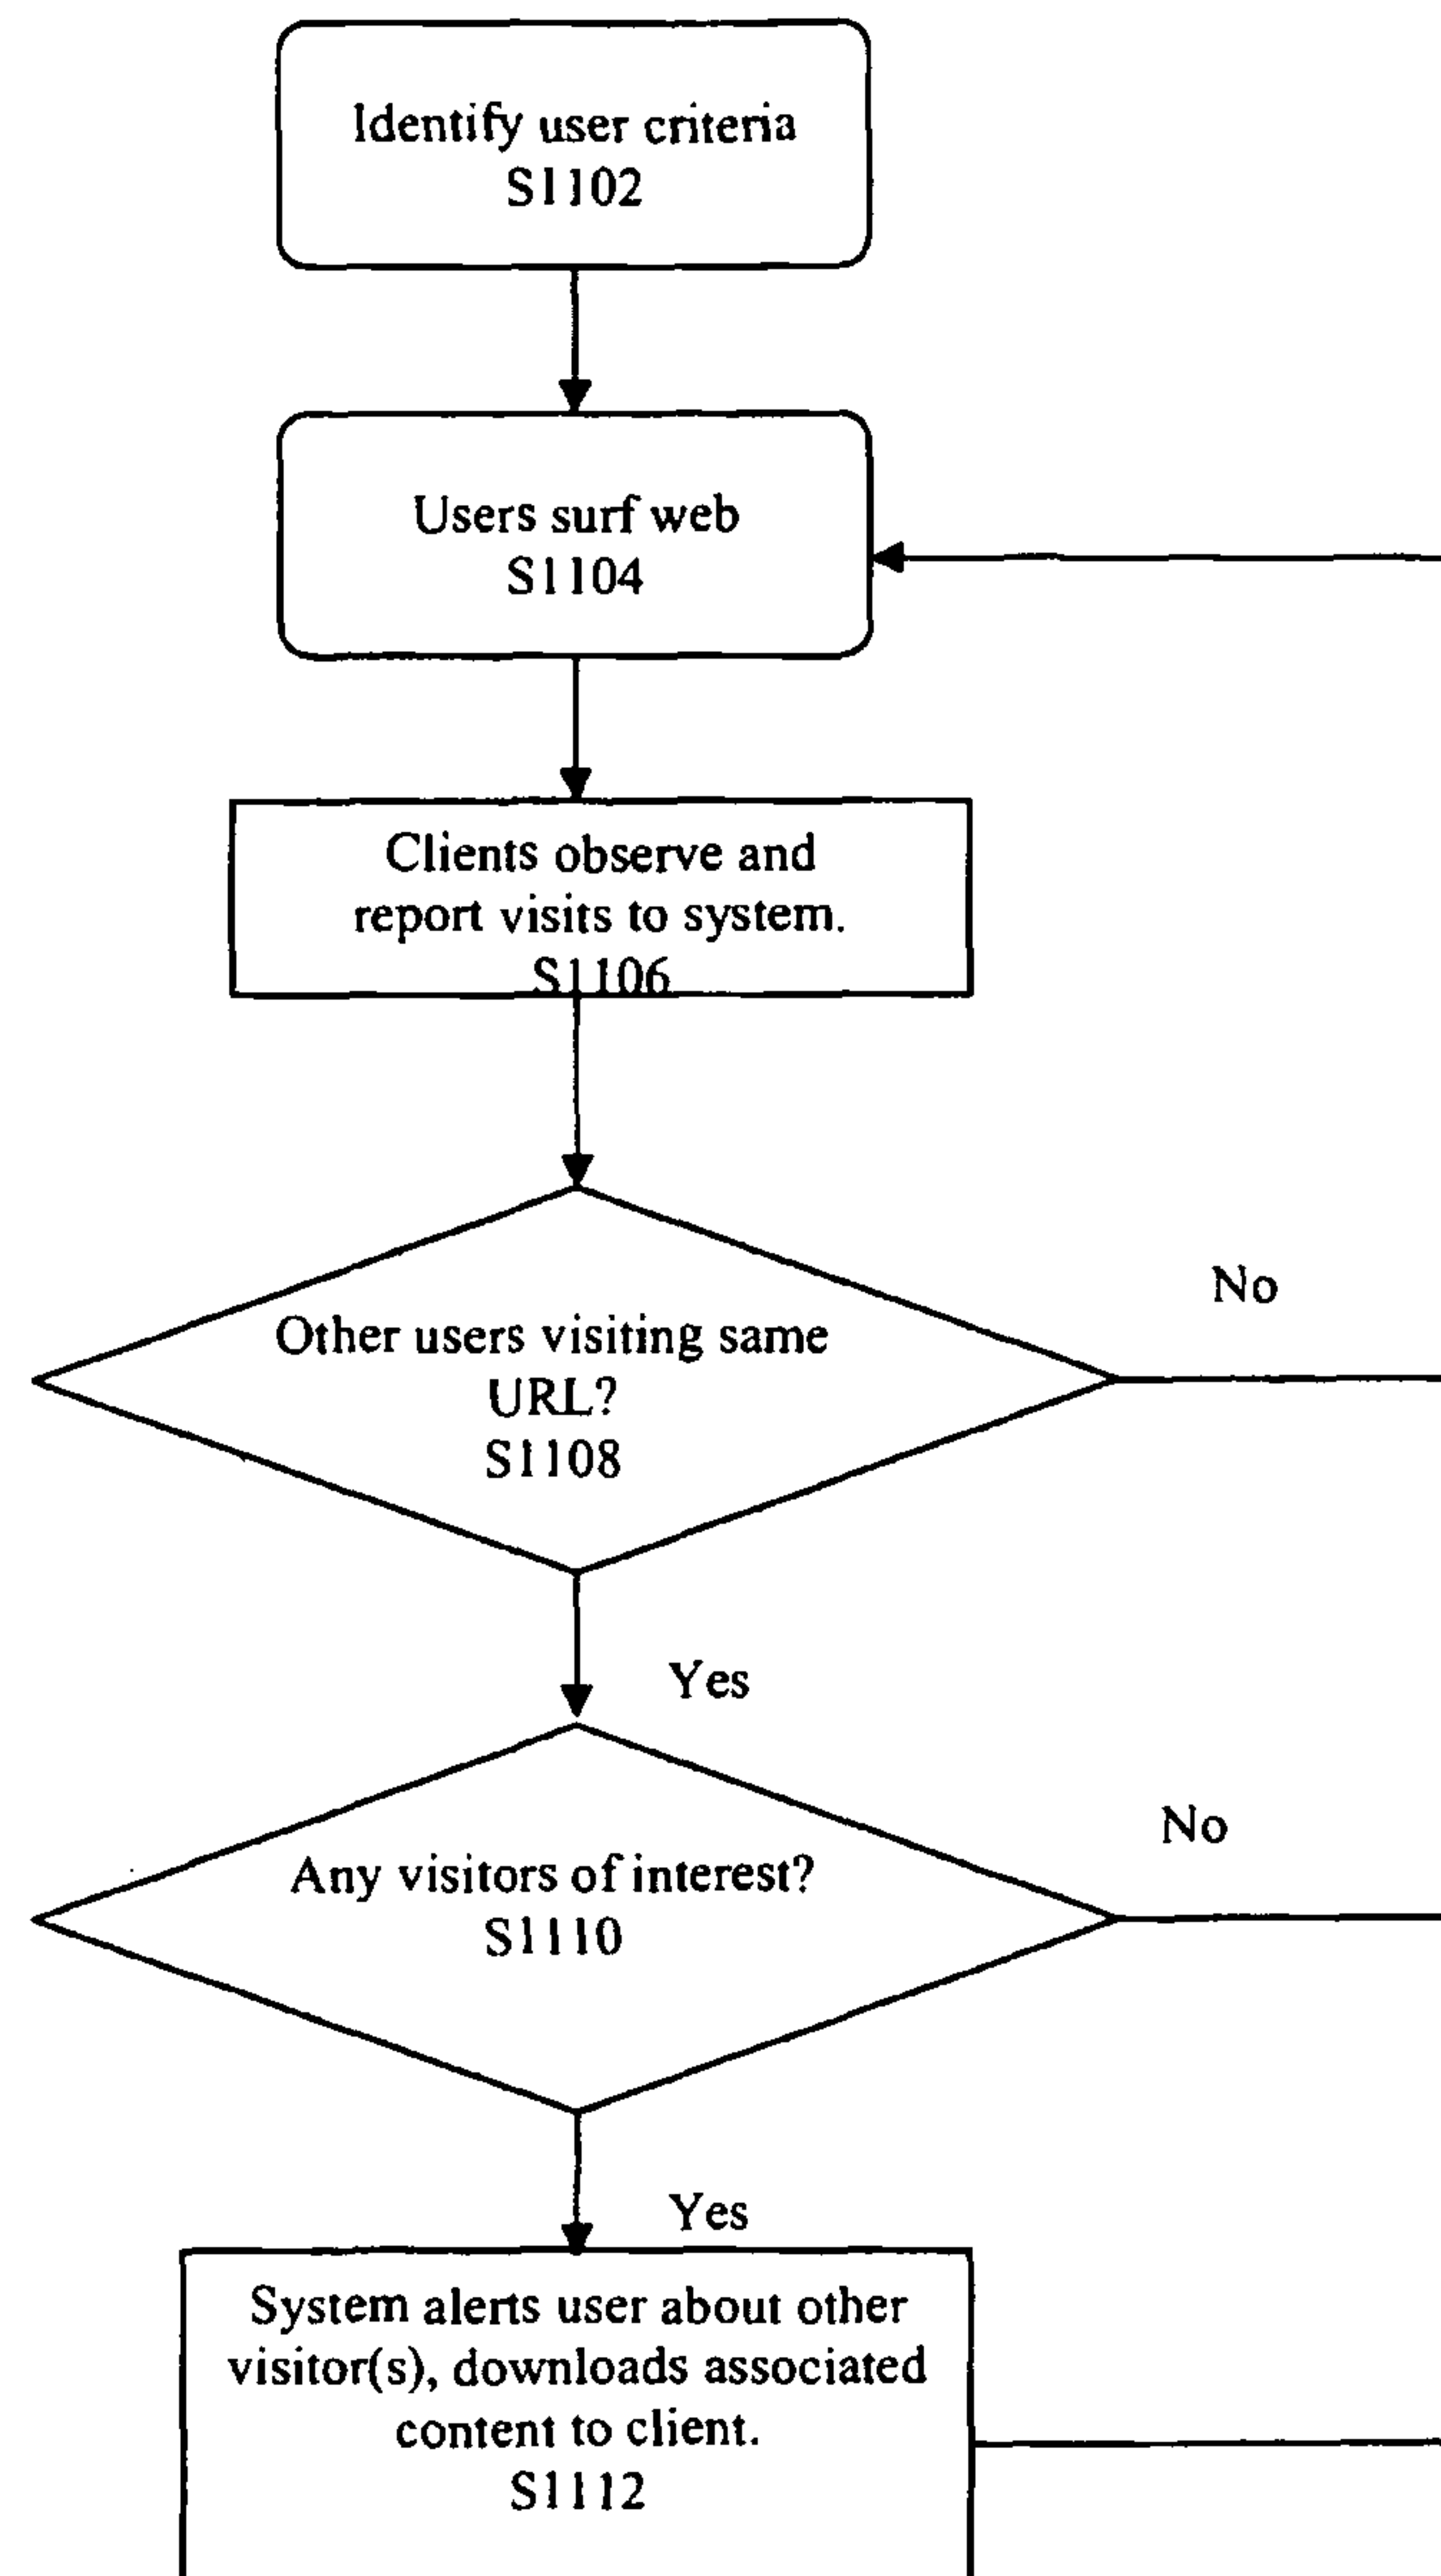 Identify user criteria
S1102
Users surf web
S1104
Clients observe and
report visits to system.
S1106
No
Other users visiting same
URL?
S1108
Yes
No
Any visitors of interest?
S1110
Yes
System alerts user about other
visitor(s), downloads associated
content to client.
S1112